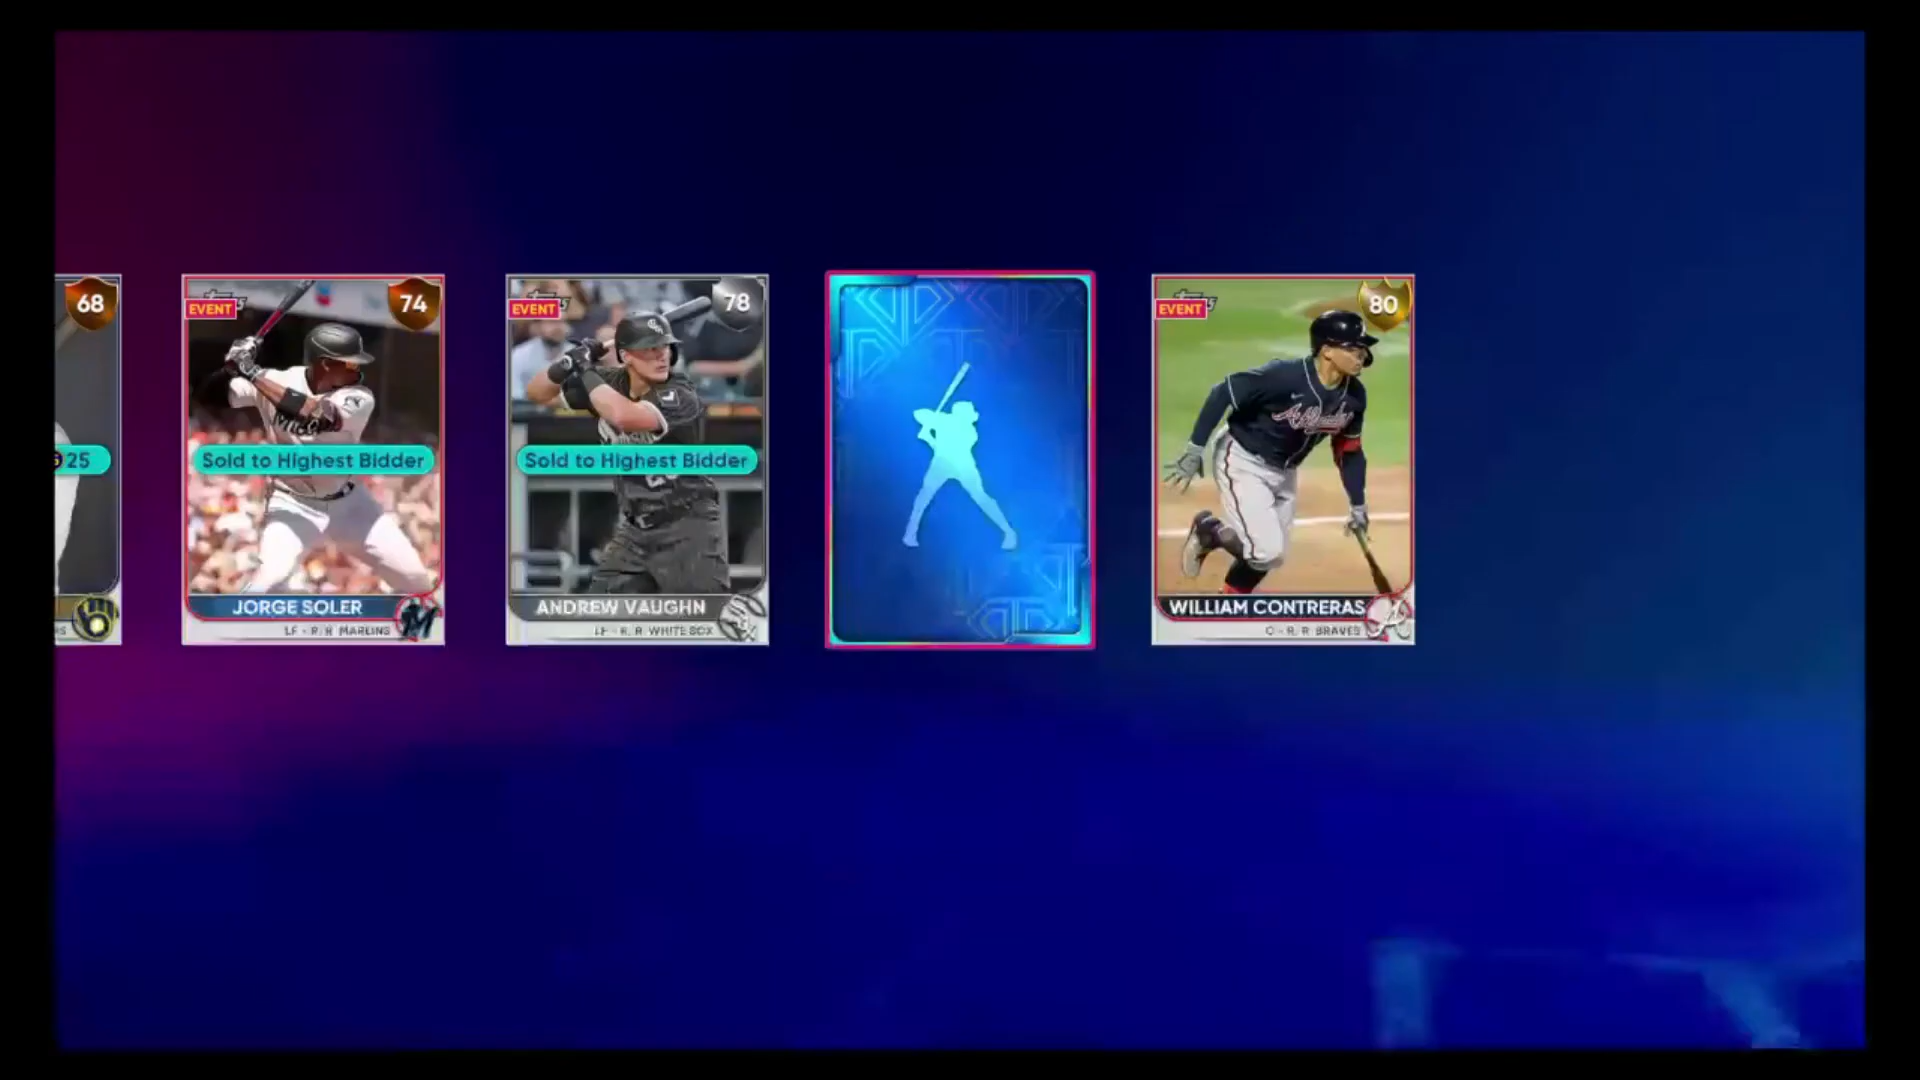 68
25
EVENT
74
Sold to Highest Bidder
JORGE SOLER
LF - R/R MARLINS
EVENT
78
Sold to Highest Bidder
ANDREW VAUGHN
LF - R/R WHITE SOX
EVENT
80
WILLIAM CONTRERAS
C - R/R BRAVES